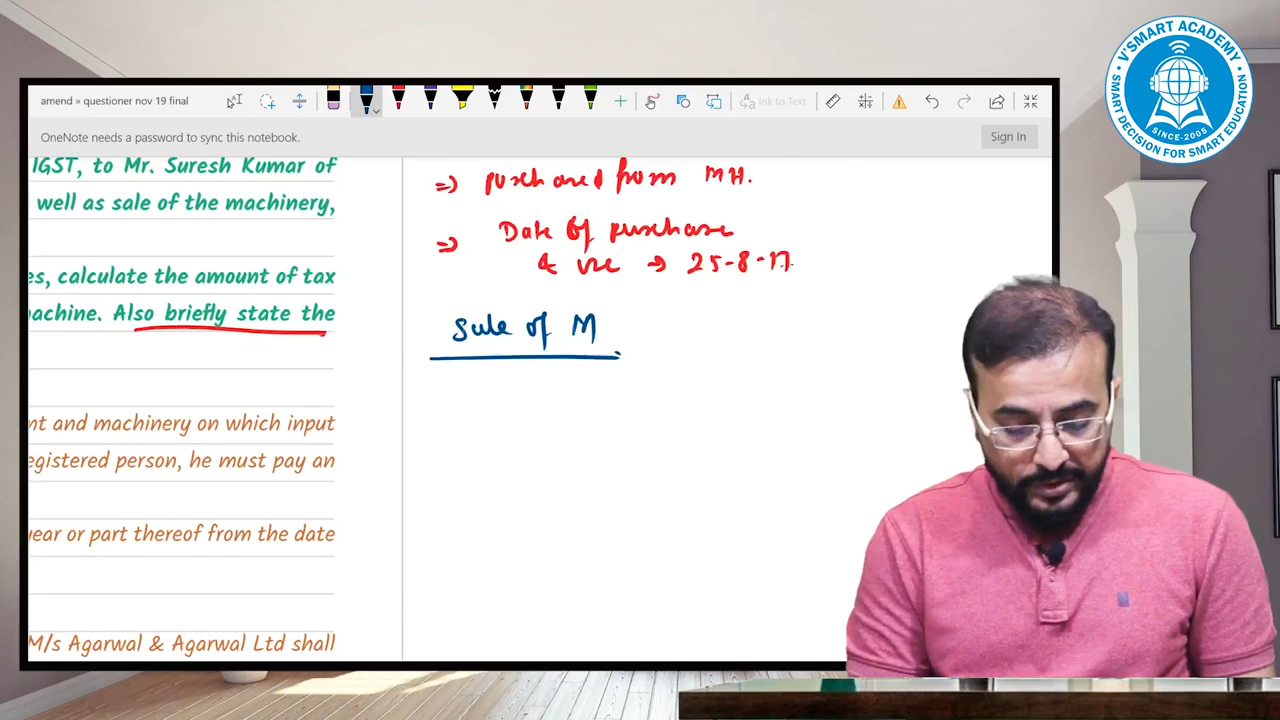 V'SMART ACADEMY
SMART DECISION FOR SMART EDUCATION
SINCE-2005
amend » questioner nov 19 final
Ink to Text
OneNote needs a password to sync this notebook.
Sign In
IGST, to Mr. Suresh Kumar of
well as sale of the machinery,
es, calculate the amount of tax
achine. Also briefly state the
nt and machinery on which input
egistered person, he must pay an
year or part thereof from the date
M/s Agarwal & Agarwal Ltd shall
=> purchased from MH.
=> Date of purchase
& use → 25-8-17.
Sale of M